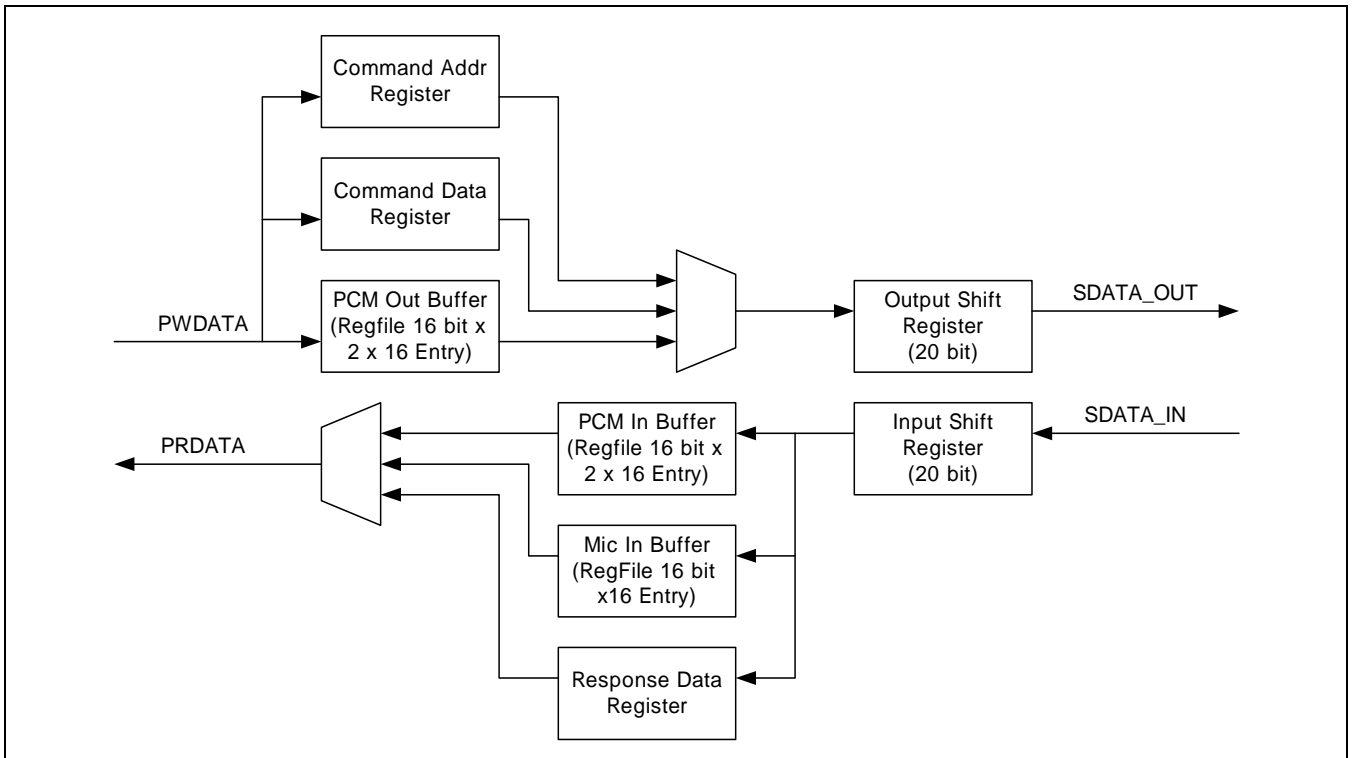 Command Addr
Register
Command Data
Register
PWDATA
PCM Out Buffer
(Regfile 16 bit x
2 x 16 Entry)
Output Shift
Register
(20 bit)
SDATA_OUT
PRDATA
PCM In Buffer
(Regfile 16 bit x
2 x 16 Entry)
Input Shift
Register
(20 bit)
SDATA_IN
Mic In Buffer
(RegFile 16 bit
x16 Entry)
Response Data
Register